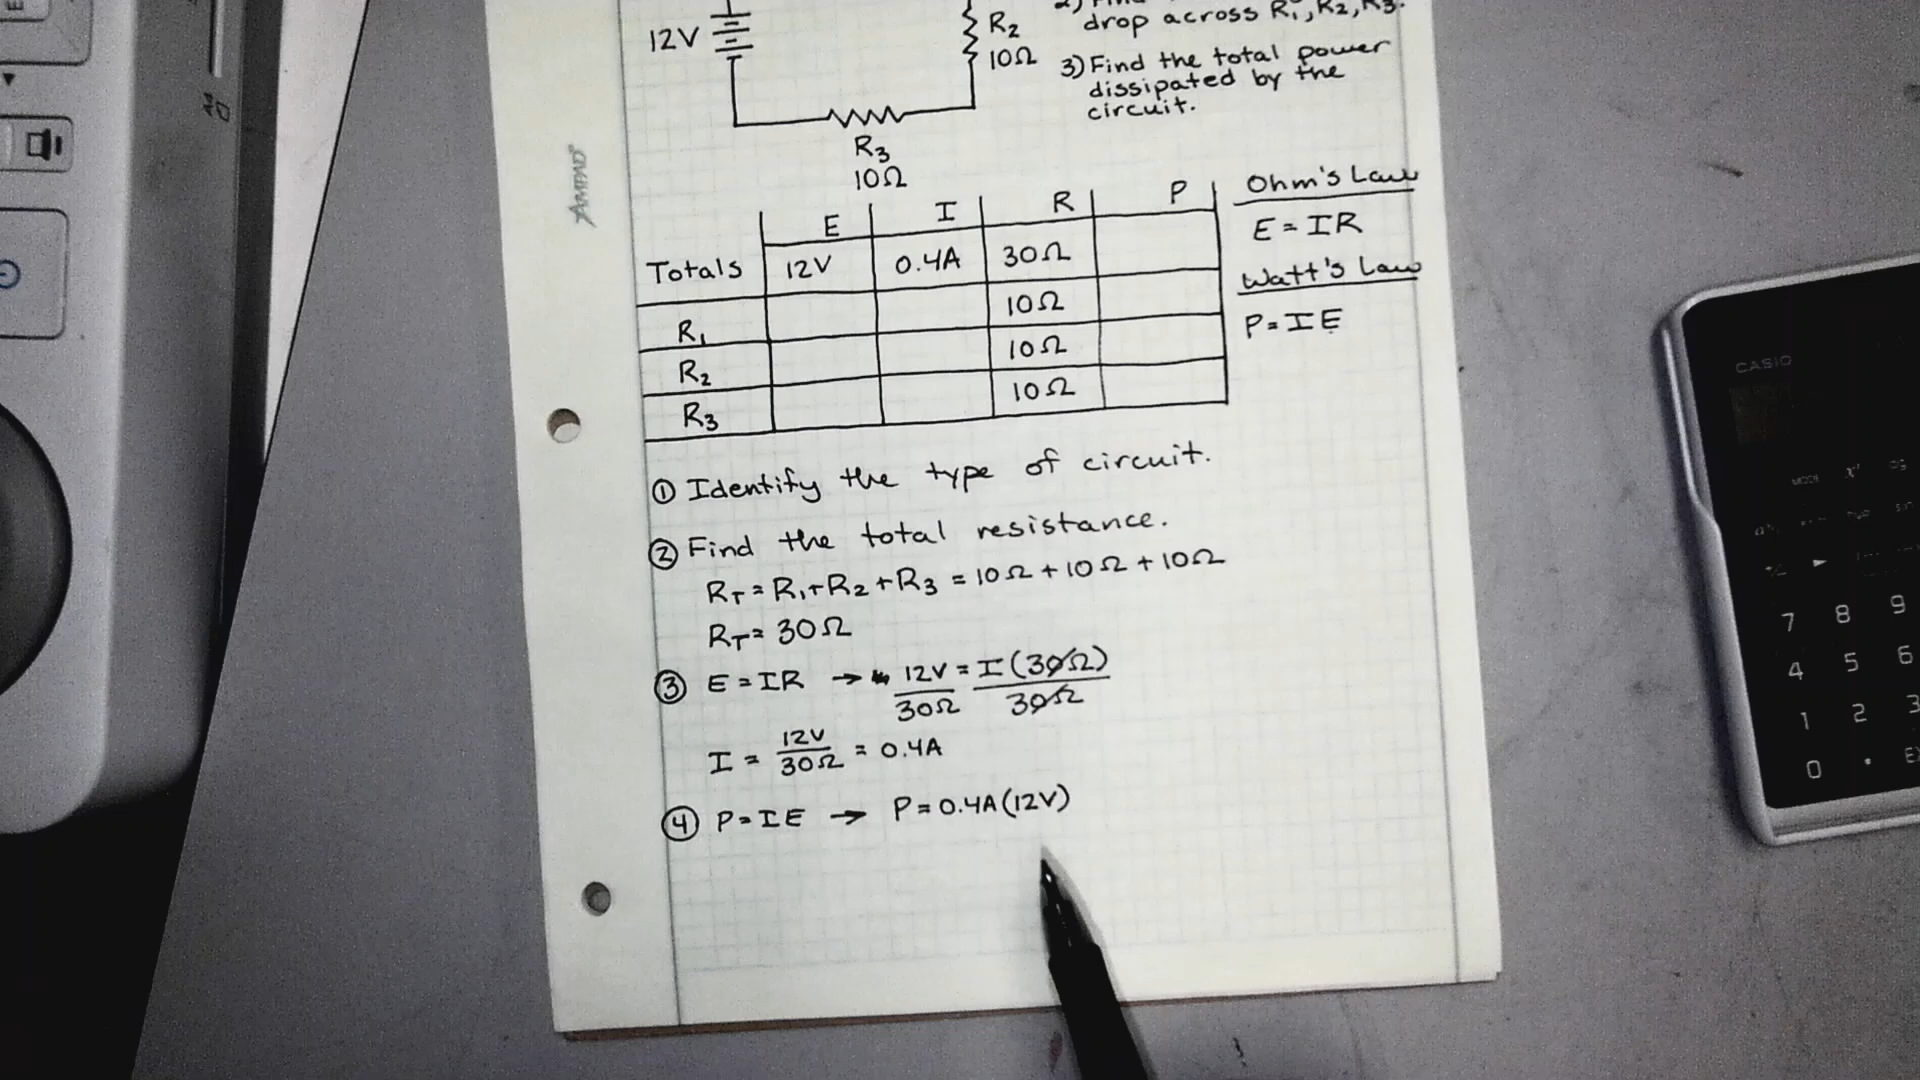 12V
R2
10Ω
drop across R1, R2, R3.
3) Find the total power
dissipated by the
circuit.
R3
10Ω
AMPAD
E I R P
Totals 12V 0.4A 30Ω
R1 10Ω
R2 10Ω
R3 10Ω
Ohm's Law
E = IR
Watt's Law
P = IE
① Identify the type of circuit.
② Find the total resistance.
RT = R1 + R2 + R3 = 10Ω + 10Ω + 10Ω
RT = 30Ω
③ E = IR → 12V/30Ω = I(30Ω)/30Ω
I = 12V/30Ω = 0.4A
④ P = IE → P = 0.4A(12V)
CASIO
MODE
7 8 9
4 5 6
1 2 3
0 .
A4